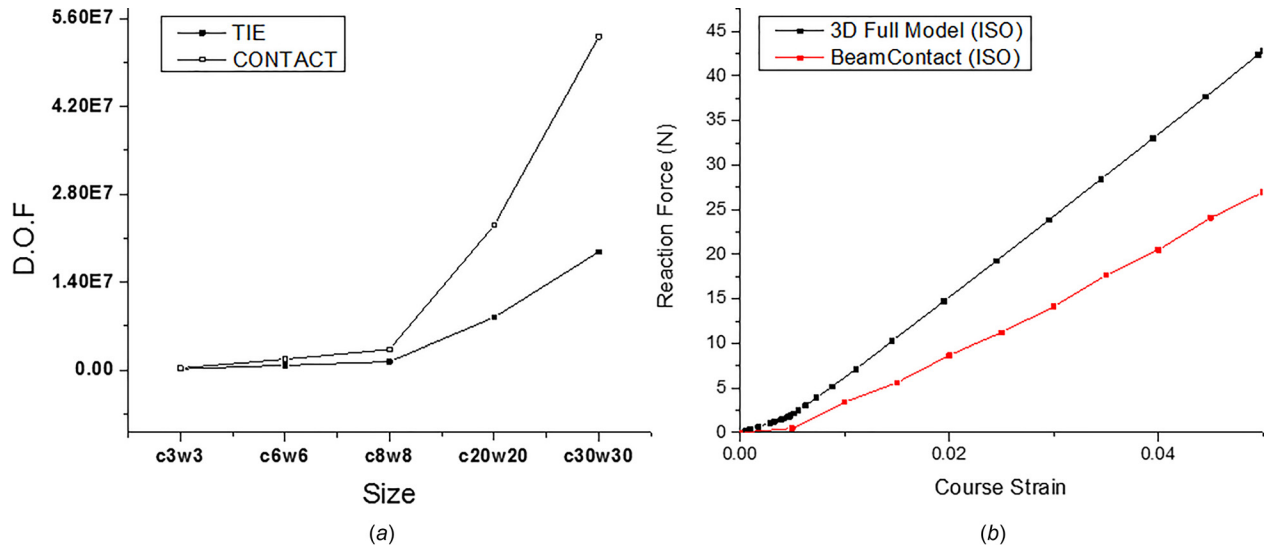 5.60E7
4.20E7
2.80E7
1.40E7
0.00
D.O.F
TIE
CONTACT
c3w3 c6w6 c8w8 c20w20 c30w30
Size
(a)
45
40
35
30
25
20
15
10
5
0
Reaction Force (N)
3D Full Model (ISO)
BeamContact (ISO)
0.00 0.02 0.04
Course Strain
(b)